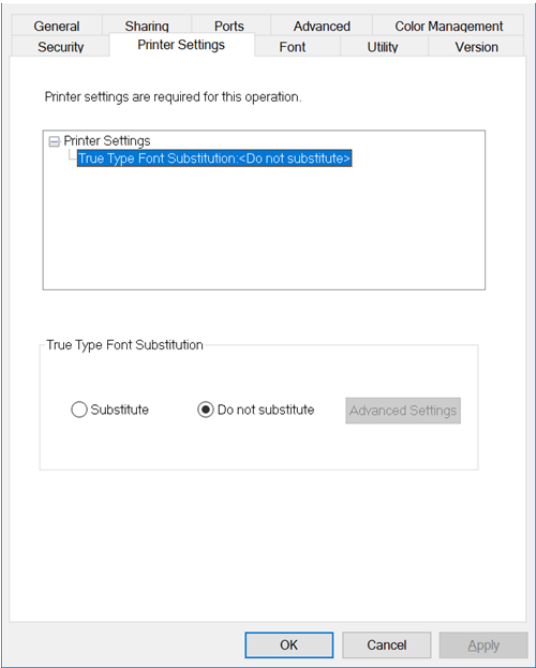 General Sharing Ports Advanced Color Management
Security Printer Settings Font Utility Version
Printer settings are required for this operation.
Printer Settings
True Type Font Substitution:<Do not substitute>
True Type Font Substitution
Substitute Do not substitute Advanced Settings
OK Cancel Apply